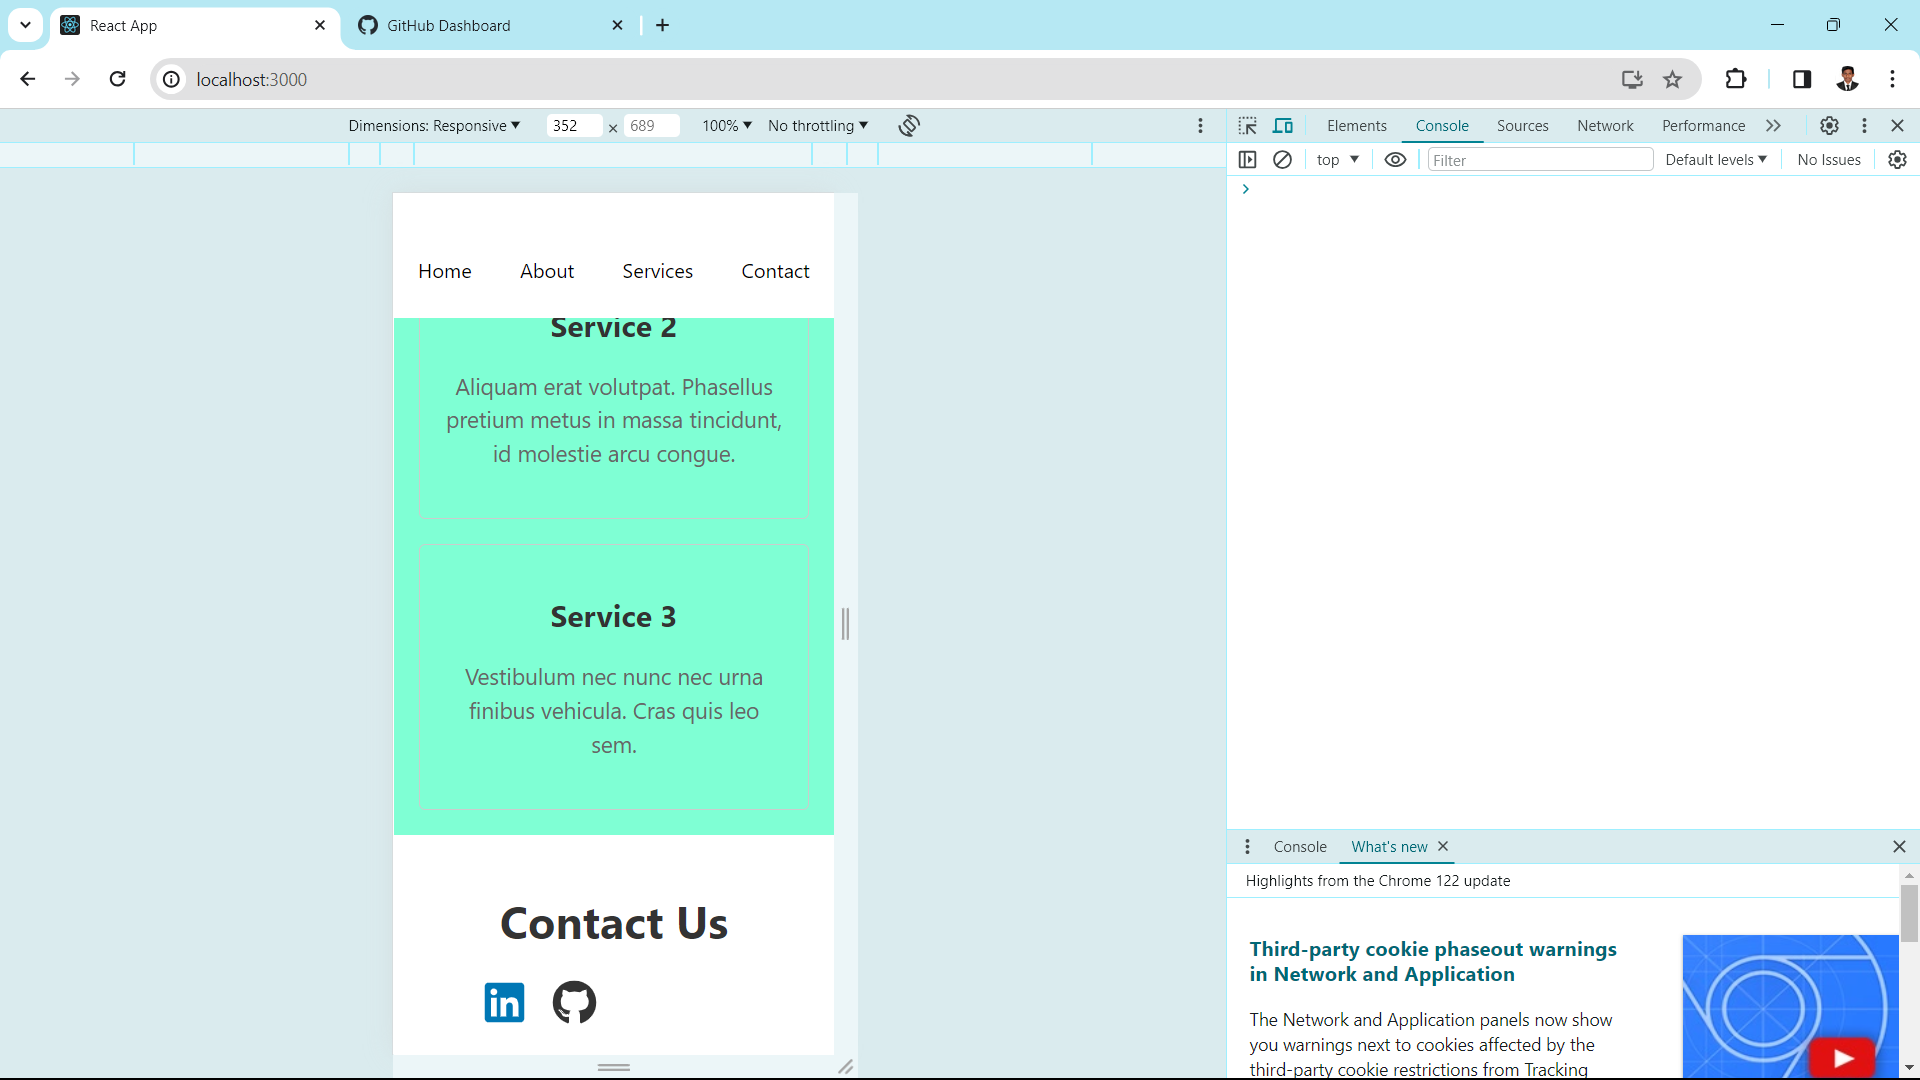 React App
GitHub Dashboard
localhost:3000
Dimensions: Responsive 352 x 689 100% No throttling
Elements Console Sources Network Performance
top Filter Default levels No Issues
Home About Services Contact
Service 2
Aliquam erat volutpat. Phasellus
pretium metus in massa tincidunt,
id molestie arcu congue.
Service 3
Vestibulum nec nunc nec urna
finibus vehicula. Cras quis leo
sem.
Contact Us
in
Console What's new
Highlights from the Chrome 122 update
Third-party cookie phaseout warnings
in Network and Application
The Network and Application panels now show
you warnings next to cookies affected by the
third-party cookie restrictions from Tracking